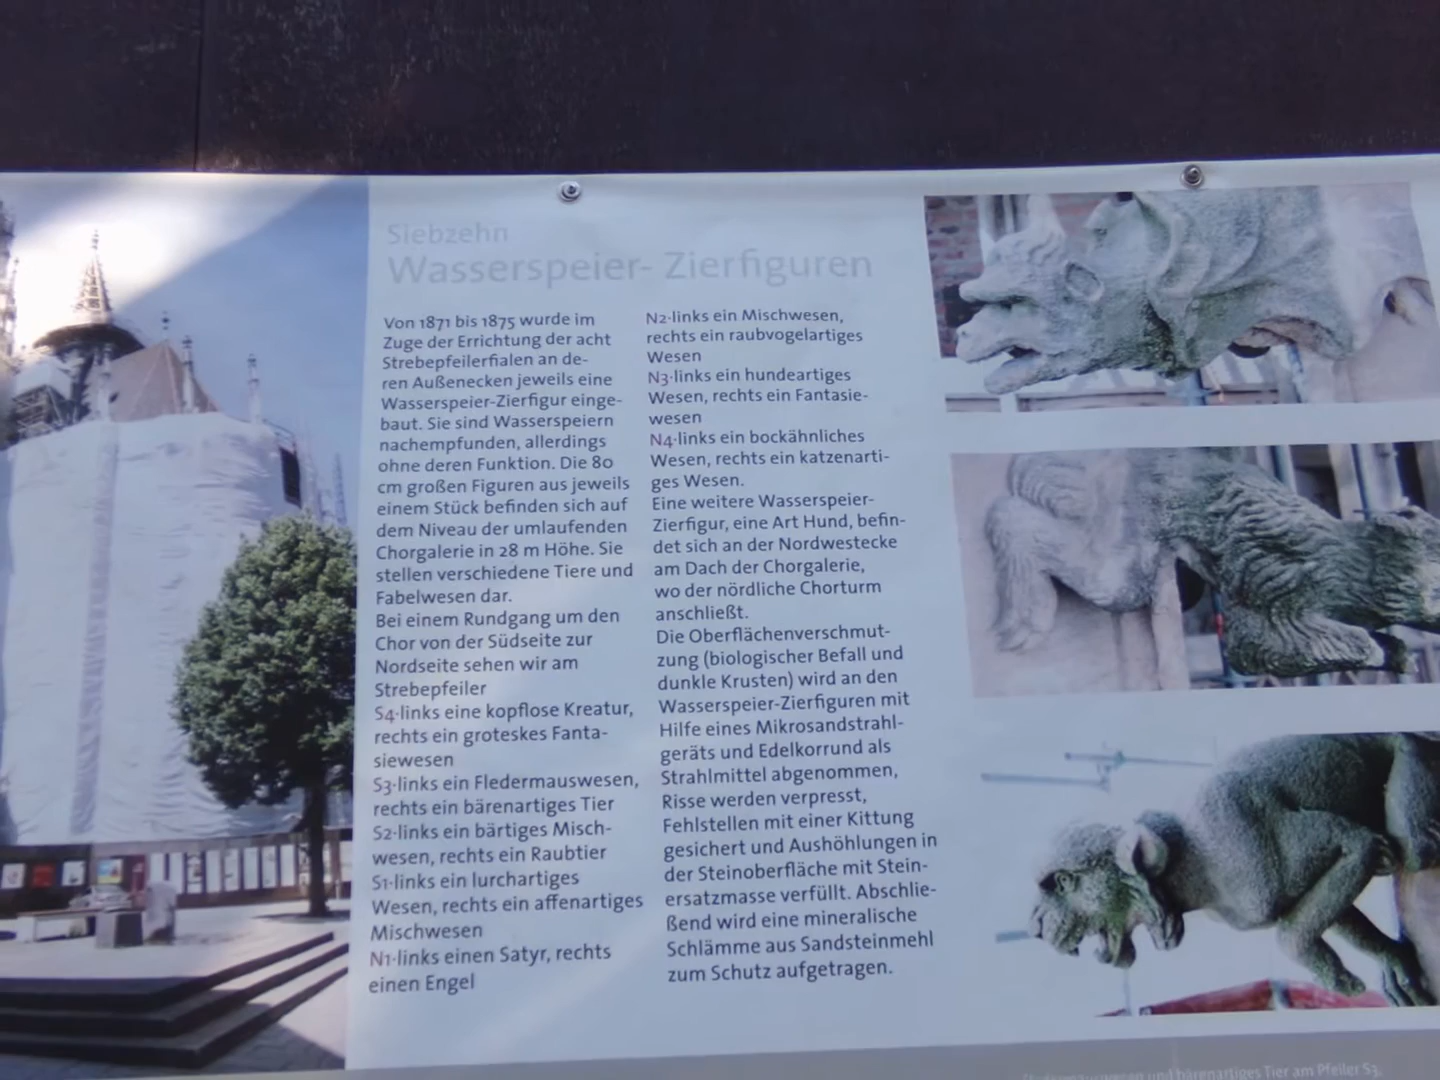 Siebzehn
Wasserspeier- Zierfiguren
Von 1871 bis 1875 wurde im
Zuge der Errichtung der acht
Strebepfeilerfialen an de-
ren Außenecken jeweils eine
Wasserspeier-Zierfigur einge-
baut. Sie sind Wasserspeiern
nachempfunden, allerdings
ohne deren Funktion. Die 80
cm großen Figuren aus jeweils
einem Stück befinden sich auf
dem Niveau der umlaufenden
Chorgalerie in 28 m Höhe. Sie
stellen verschiedene Tiere und
Fabelwesen dar.
Bei einem Rundgang um den
Chor von der Südseite zur
Nordseite sehen wir am
Strebepfeiler
S4·links eine kopflose Kreatur,
rechts ein groteskes Fanta-
siewesen
S3·links ein Fledermauswesen,
rechts ein bärenartiges Tier
S2·links ein bärtiges Misch-
wesen, rechts ein Raubtier
S1·links ein lurchartiges
Wesen, rechts ein affenartiges
Mischwesen
N1·links einen Satyr, rechts
einen Engel
N2·links ein Mischwesen,
rechts ein raubvogelartiges
Wesen
N3·links ein hundeartiges
Wesen, rechts ein Fantasie-
wesen
N4·links ein bockähnliches
Wesen, rechts ein katzenarti-
ges Wesen.
Eine weitere Wasserspeier-
Zierfigur, eine Art Hund, befin-
det sich an der Nordwestecke
am Dach der Chorgalerie,
wo der nördliche Chorturm
anschließt.
Die Oberflächenverschmut-
zung (biologischer Befall und
dunkle Krusten) wird an den
Wasserspeier-Zierfiguren mit
Hilfe eines Mikrosandstrahl-
geräts und Edelkorrund als
Strahlmittel abgenommen,
Risse werden verpresst,
Fehlstellen mit einer Kittung
gesichert und Aushöhlungen in
der Steinoberfläche mit Stein-
ersatzmasse verfüllt. Abschlie-
ßend wird eine mineralische
Schlämme aus Sandsteinmehl
zum Schutz aufgetragen.
und bärenartiges Tier am Pfeiler S3,